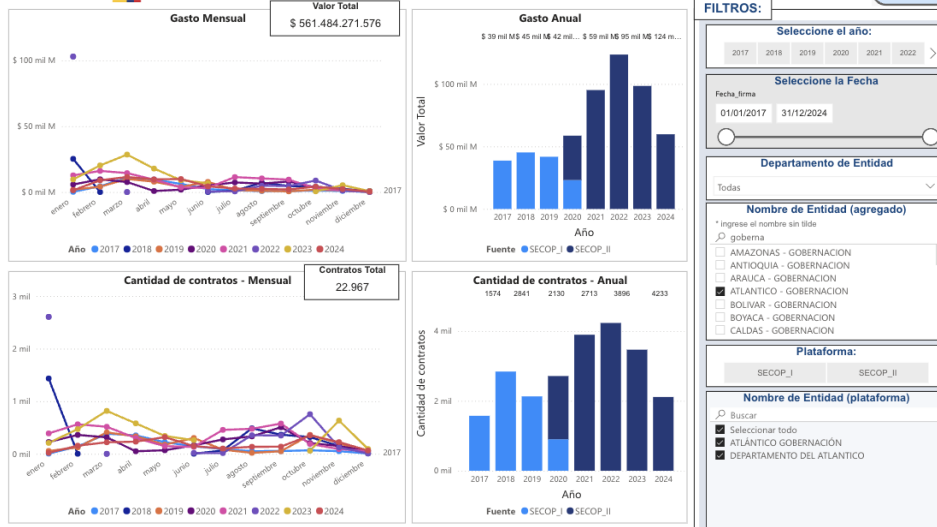 Valor Total
$ 561.484.271.576
Gasto Mensual
$ 100 mil M
$ 50 mil M
$ 0 mil M
2017
enero
febrero
marzo
abril
mayo
junio
julio
agosto
septiembre
octubre
noviembre
diciembre
Año 2017 2018 2019 2020 2021 2022 2023 2024
Gasto Anual
$ 39 mil M $ 45 mil M $ 42 mil... $ 59 mil M $ 95 mil M $ 124 m...
Valor Total
$ 100 mil M
$ 50 mil M
$ 0 mil M
2017 2018 2019 2020 2021 2022 2023 2024
Año
Fuente SECOP_I SECOP_II
Contratos Total
22.967
Cantidad de contratos - Mensual
3 mil
2 mil
1 mil
0 mil
2017
enero
febrero
marzo
abril
mayo
junio
julio
agosto
septiembre
octubre
noviembre
diciembre
Año 2017 2018 2019 2020 2021 2022 2023 2024
Cantidad de contratos - Anual
1574 2841 2130 2713 3896 4233
Cantidad de contratos
4 mil
2 mil
0 mil
2017 2018 2019 2020 2021 2022 2023 2024
Año
Fuente SECOP_I SECOP_II
FILTROS:
Seleccione el año:
2017 2018 2019 2020 2021 2022
Seleccione la Fecha
Fecha_firma
01/01/2017 31/12/2024
Departamento de Entidad
Todas
Nombre de Entidad (agregado)
* ingrese el nombre sin tilde
goberna
AMAZONAS - GOBERNACION
ANTIOQUIA - GOBERNACION
ARAUCA - GOBERNACION
ATLANTICO - GOBERNACION
BOLIVAR - GOBERNACION
BOYACA - GOBERNACION
CALDAS - GOBERNACION
Plataforma:
SECOP_I SECOP_II
Nombre de Entidad (plataforma)
Buscar
Seleccionar todo
ATLÁNTICO GOBERNACIÓN
DEPARTAMENTO DEL ATLANTICO